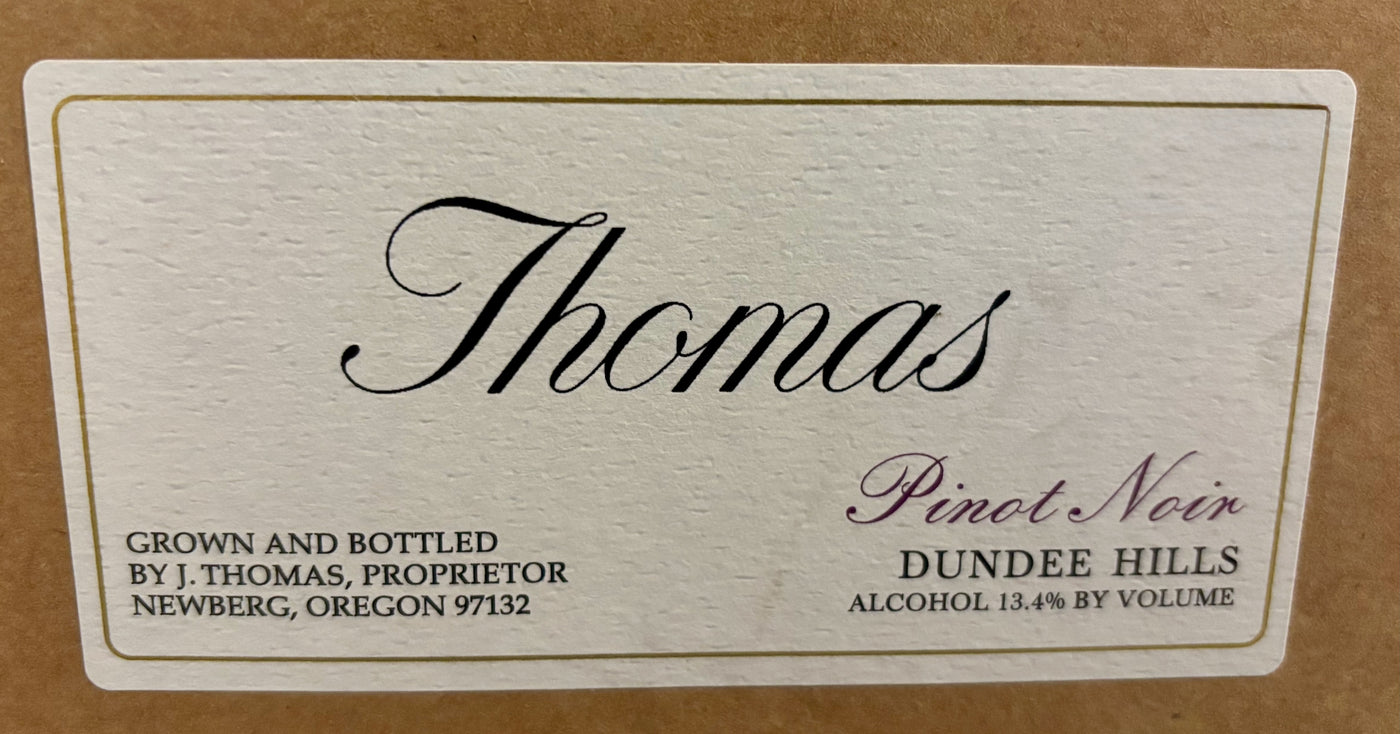 Thomas
Pinot Noir
DUNDEE HILLS
ALCOHOL 13.4% BY VOLUME
GROWN AND BOTTLED
BY J. THOMAS, PROPRIETOR
NEWBERG, OREGON 97132